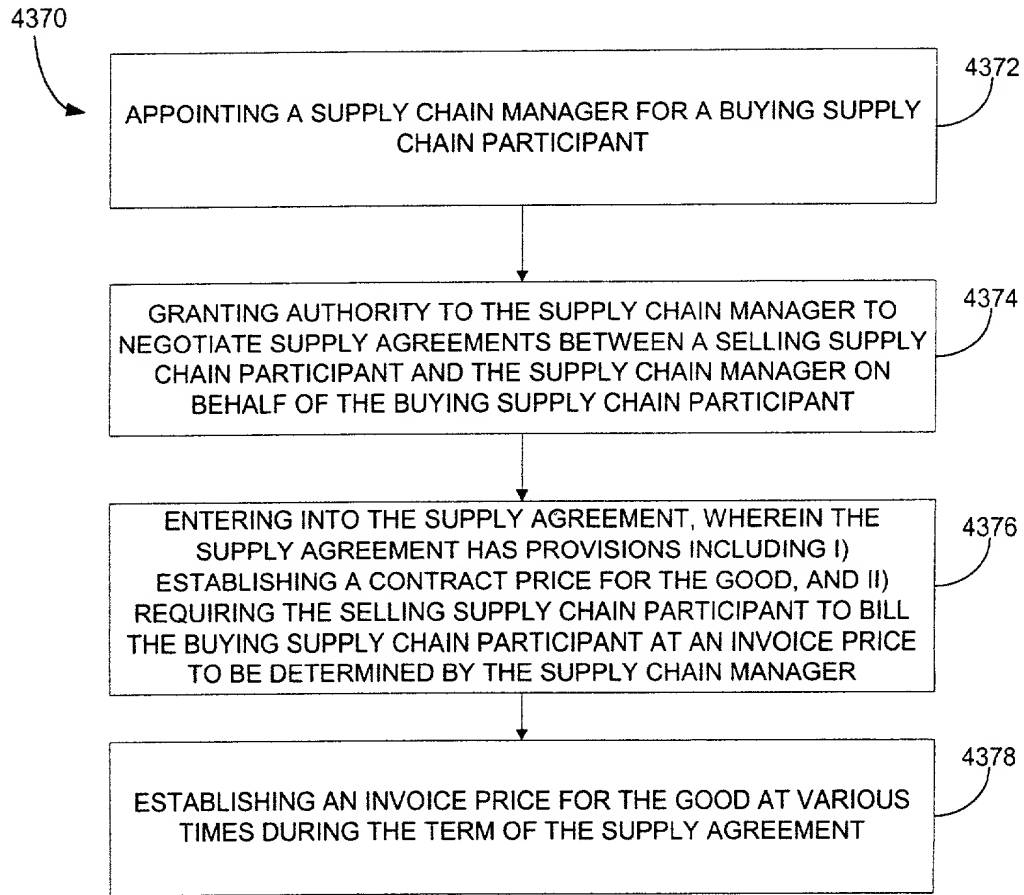 4370
4372
APPOINTING A SUPPLY CHAIN MANAGER FOR A BUYING SUPPLY
CHAIN PARTICIPANT
4374
GRANTING AUTHORITY TO THE SUPPLY CHAIN MANAGER TO
NEGOTIATE SUPPLY AGREEMENTS BETWEEN A SELLING SUPPLY
CHAIN PARTICIPANT AND THE SUPPLY CHAIN MANAGER ON
BEHALF OF THE BUYING SUPPLY CHAIN PARTICIPANT
4376
ENTERING INTO THE SUPPLY AGREEMENT, WHEREIN THE
SUPPLY AGREEMENT HAS PROVISIONS INCLUDING I)
ESTABLISHING A CONTRACT PRICE FOR THE GOOD, AND II)
REQUIRING THE SELLING SUPPLY CHAIN PARTICIPANT TO BILL
THE BUYING SUPPLY CHAIN PARTICIPANT AT AN INVOICE PRICE
TO BE DETERMINED BY THE SUPPLY CHAIN MANAGER
4378
ESTABLISHING AN INVOICE PRICE FOR THE GOOD AT VARIOUS
TIMES DURING THE TERM OF THE SUPPLY AGREEMENT